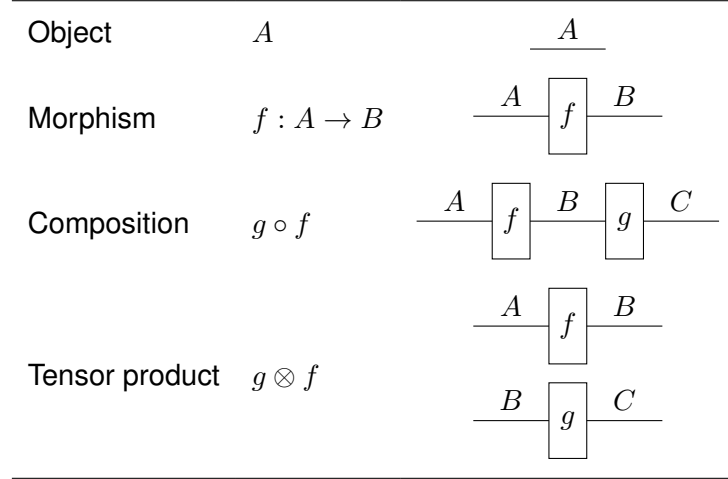 Object A A
Morphism f : A → B A f B
Composition g ∘ f A f B g C
A f B
Tensor product g ⊗ f
B g C